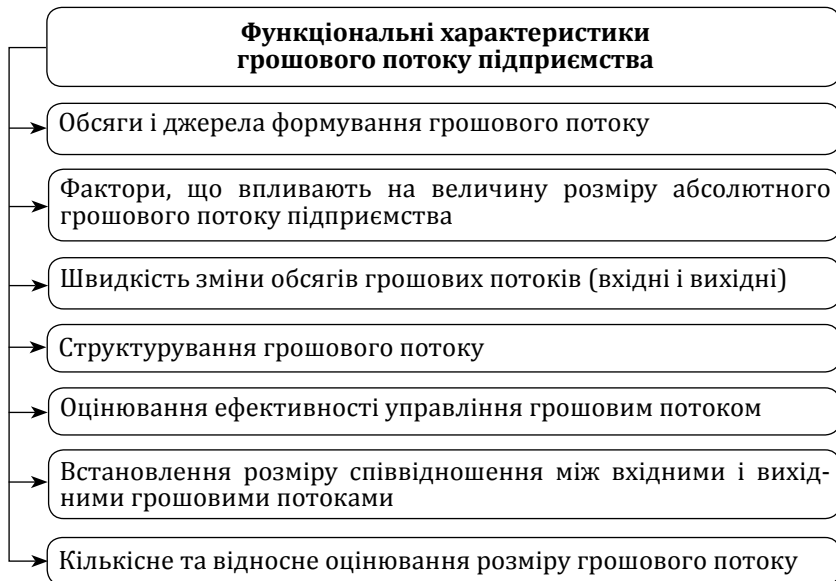 Функціональні характеристики
грошового потоку підприємства
Обсяги і джерела формування грошового потоку
Фактори, що впливають на величину розміру абсолютного
грошового потоку підприємства
Швидкість зміни обсягів грошових потоків (вхідні і вихідні)
Структурування грошового потоку
Оцінювання ефективності управління грошовим потоком
Встановлення розміру співвідношення між вхідними і вихід-
ними грошовими потоками
Кількісне та відносне оцінювання розміру грошового потоку